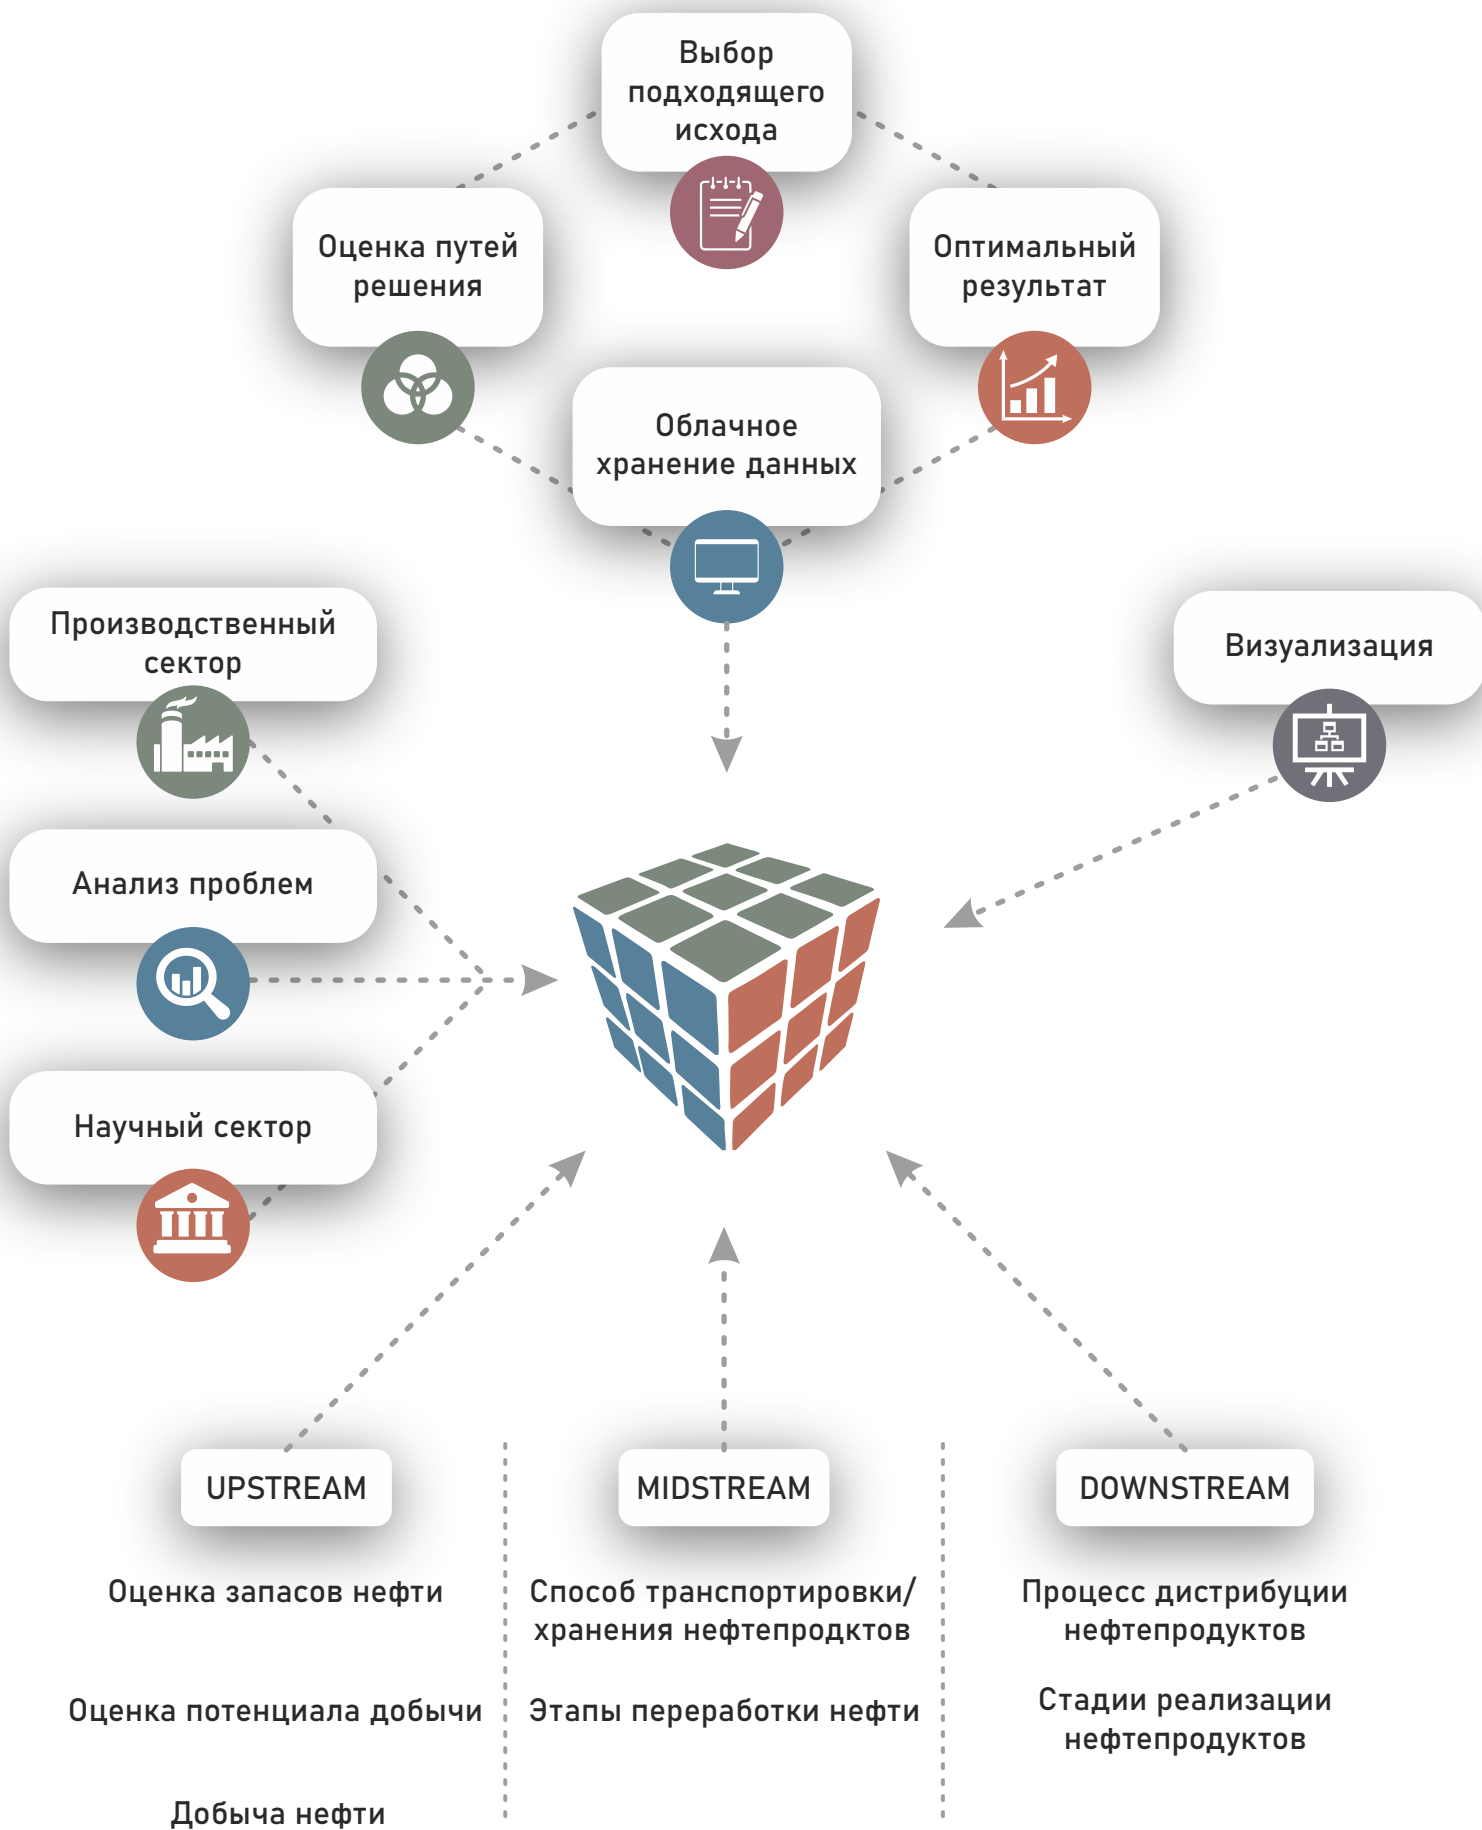 Выбор
подходящего
исхода
Оценка путей
решения
Оптимальный
результат
Облачное
хранение данных
Производственный
сектор
Визуализация
Анализ проблем
Научный сектор
UPSTREAM
Оценка запасов нефти
Оценка потенциала добычи
Добыча нефти
MIDSTREAM
Способ транспортировки/
хранения нефтепродктов
Этапы переработки нефти
DOWNSTREAM
Процесс дистрибуции
нефтепродуктов
Стадии реализации
нефтепродуктов